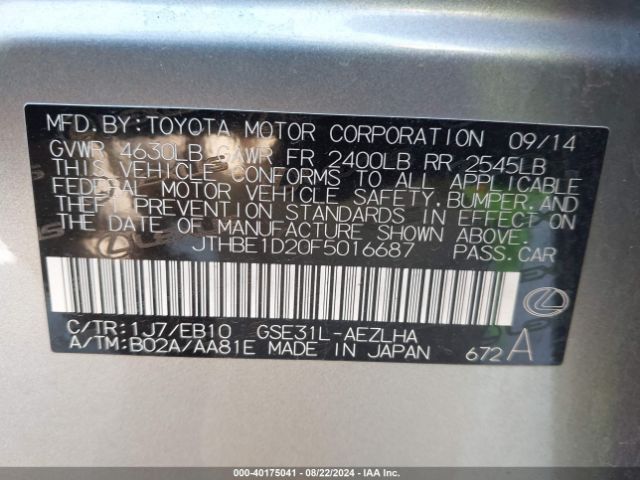 MFD.BY:TOYOTA MOTOR CORPORATION 09/14
GVWR 4630LB GAWR FR 2400LB RR 2545LB
THIS VEHICLE CONFORMS TO ALL APPLICABLE
FEDERAL MOTOR VEHICLE SAFETY,BUMPER,AND
THEFT PREVENTION STANDARDS IN EFFECT ON
THE DATE OF MANUFACTURE SHOWN ABOVE.
JTHBE1D20F5016687 PASS.CAR
C/TR:1J7/EB10 GSE31L-AEZLHA
A/TM:B02A/AA81E MADE IN JAPAN 672 A
000-40175041 - 08/22/2024 - IAA Inc.